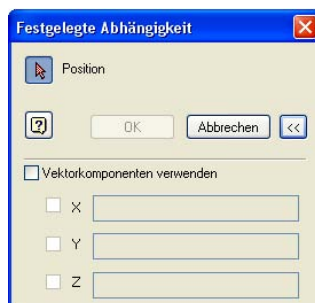 Festgelegte Abhängigkeit
Position
OK
Abbrechen
<<
Vektorkomponenten verwenden
X
Y
Z